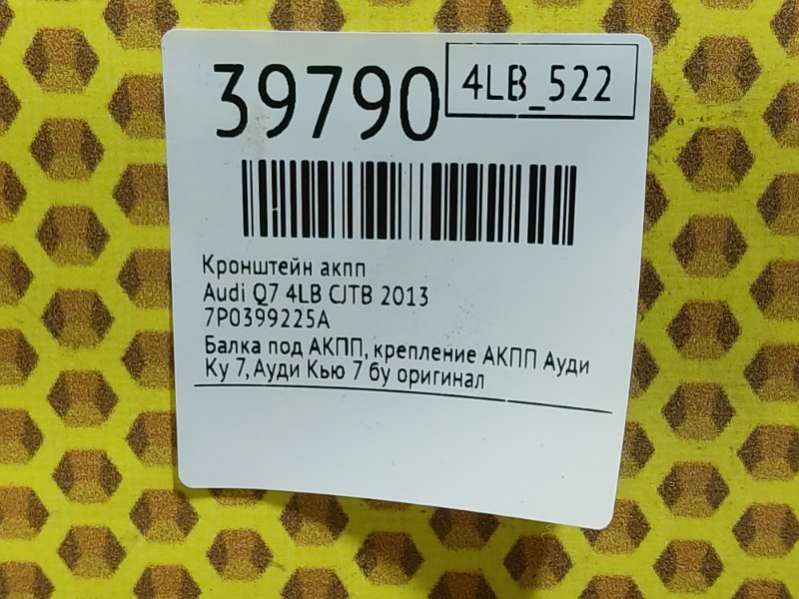 39790
4LB_522
Кронштейн акпп
Audi Q7 4LB CJTB 2013
7P0399225A
Балка под АКПП, крепление АКПП Ауди
Ку 7, Ауди Кью 7 бу оригинал